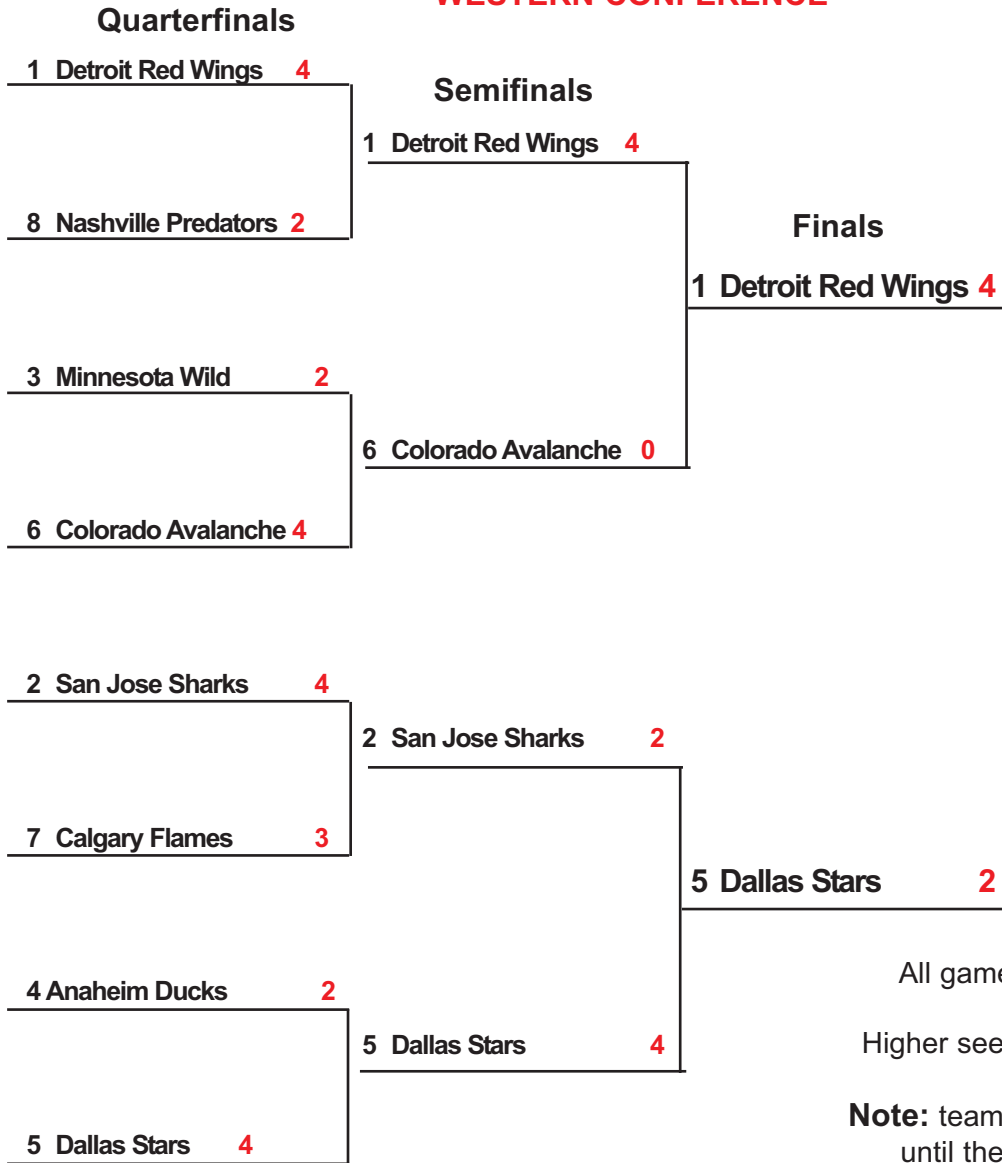 WESTERN CONFERENCE
Quarterfinals
1 Detroit Red Wings 4
Semifinals
1 Detroit Red Wings 4
8 Nashville Predators 2
Finals
1 Detroit Red Wings 4
3 Minnesota Wild 2
6 Colorado Avalanche 0
6 Colorado Avalanche 4
2 San Jose Sharks 4
2 San Jose Sharks 2
7 Calgary Flames 3
5 Dallas Stars 2
All game
4 Anaheim Ducks 2
5 Dallas Stars 4
Higher see
Note: team
5 Dallas Stars 4
until the